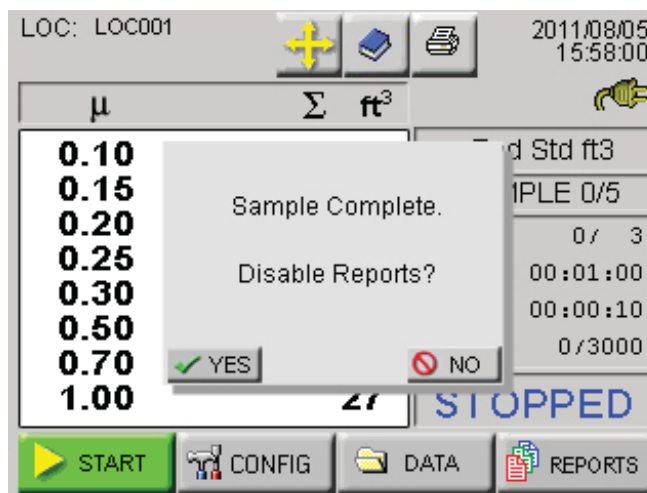 LOC: LOC001
2011/08/05
15:58:00
μ Σ ft³
0.10
0.15
0.20
0.25
0.30
0.50
0.70
1.00 27
Std ft3
0/5
0/ 3
00:01:00
00:00:10
0/3000
STOPPED
Sample Complete.
Disable Reports?
YES NO
START CONFIG DATA REPORTS